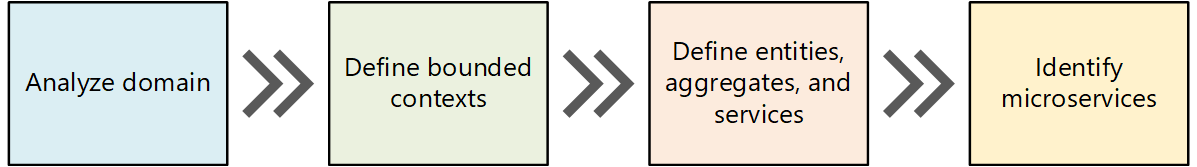 Analyze domain
Define bounded
contexts
Define entities,
aggregates, and
services
Identify
microservices